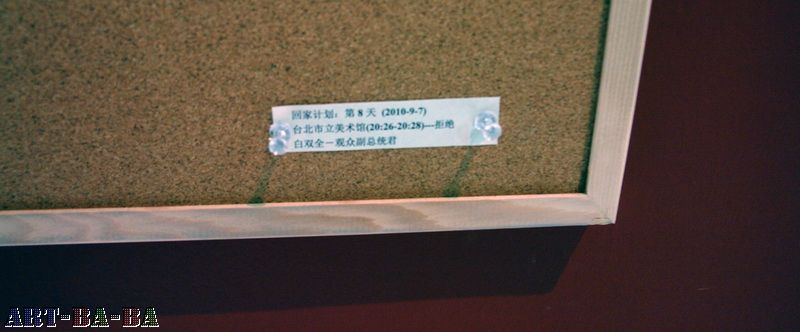 回家计划：第 8 天 (2010-9-7)
台北市立美术馆(20:26-20:28)---拒绝
白双全－观众副总统君
ART-BA-BA